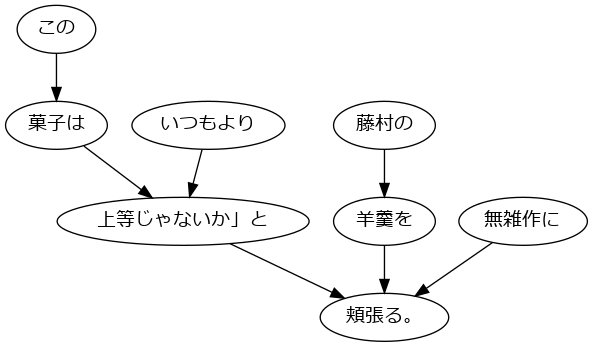 この
菓子は
いつもより
藤村の
上等じゃないか」と
羊羹を
無雑作に
頬張る。